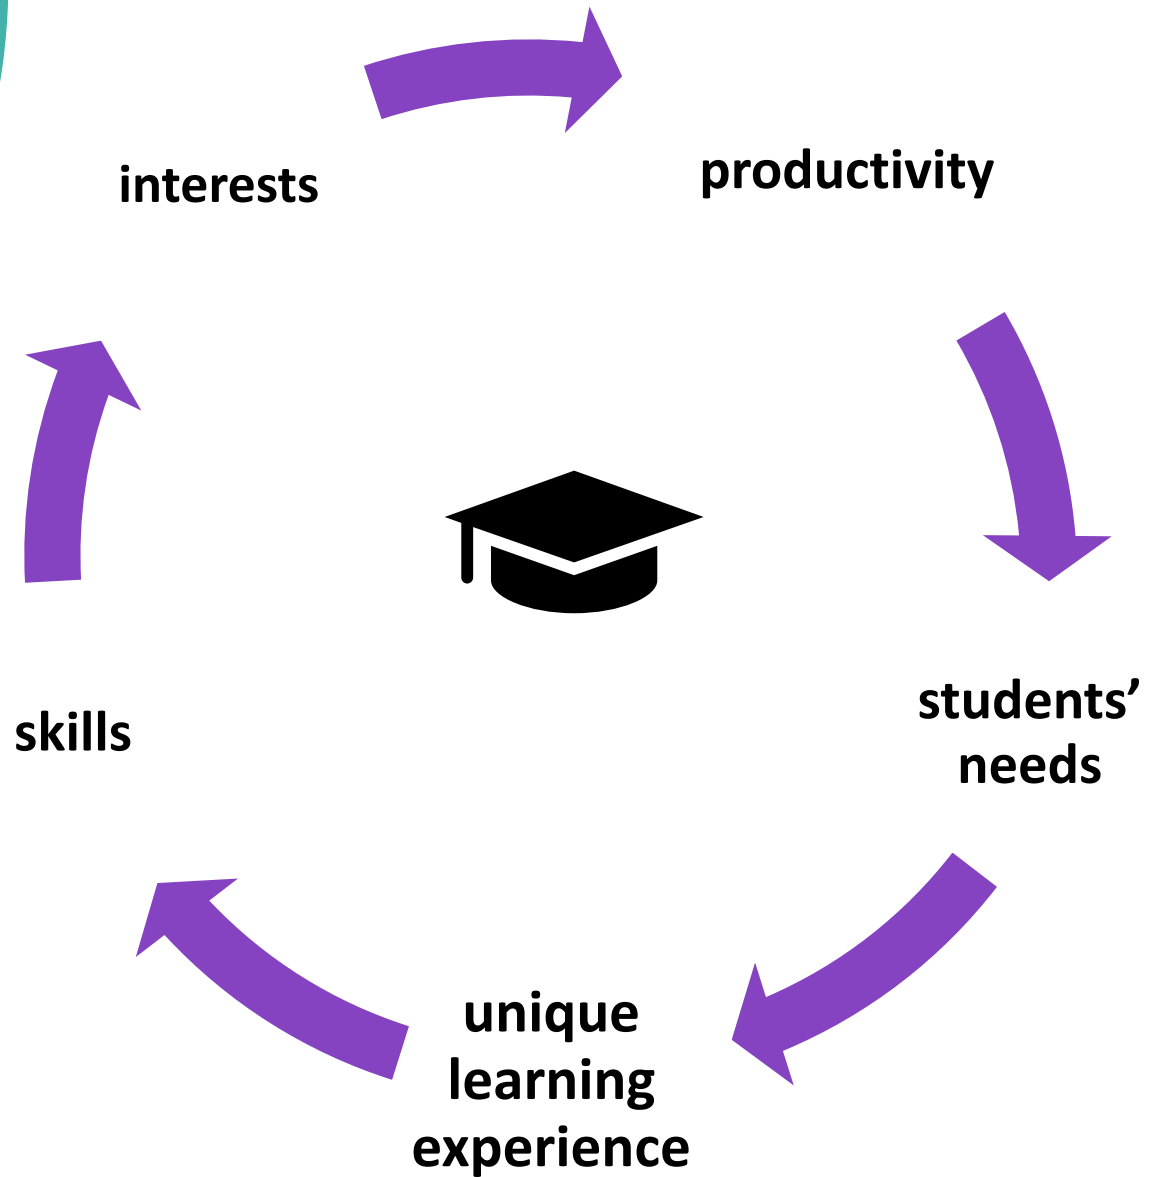 interests
productivity
students’
needs
unique
learning
experience
skills